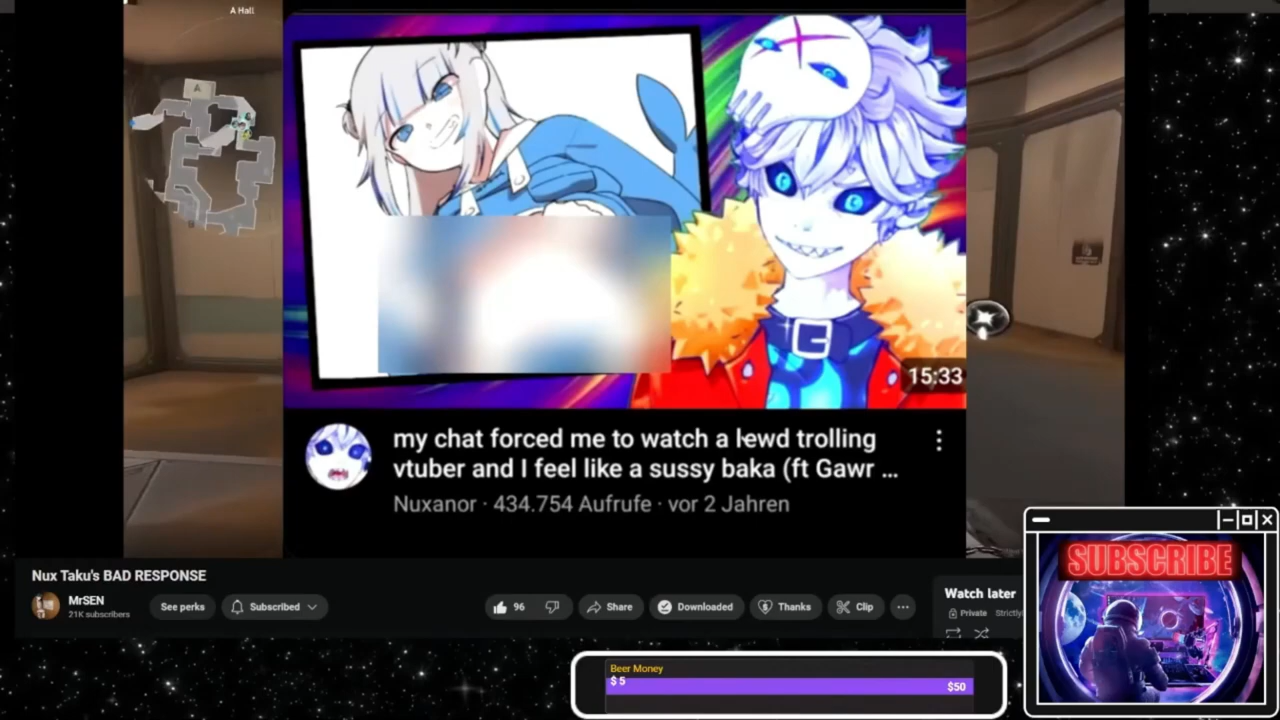 A Hall
A
15:33
my chat forced me to watch a lewd trolling
vtuber and I feel like a sussy baka (ft Gawr ...
Nuxanor · 434.754 Aufrufe · vor 2 Jahren
SUBSCRIBE
Nux Taku's BAD RESPONSE
MrSEN
21K subscribers
See perks
Subscribed
96
Share
Downloaded
Thanks
Clip
Watch later
Private
Strictly
Beer Money
$ 5
$50